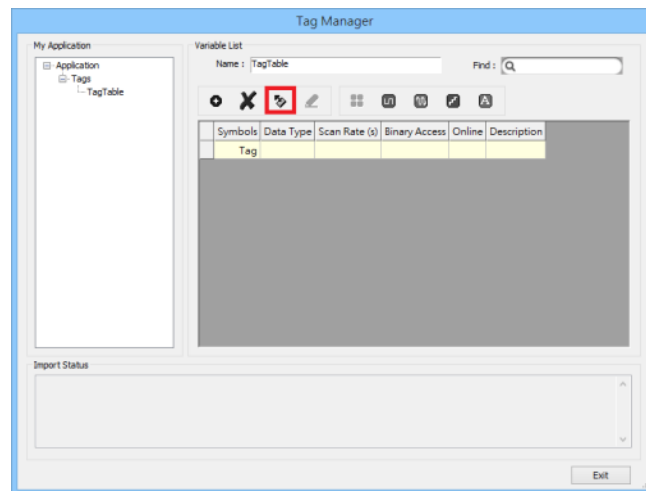 Tag Manager
My Application
Application
Tags
TagTable
Variable List
Name : TagTable
Find :
Symbols Data Type Scan Rate (s) Binary Access Online Description
Tag
Import Status
Exit